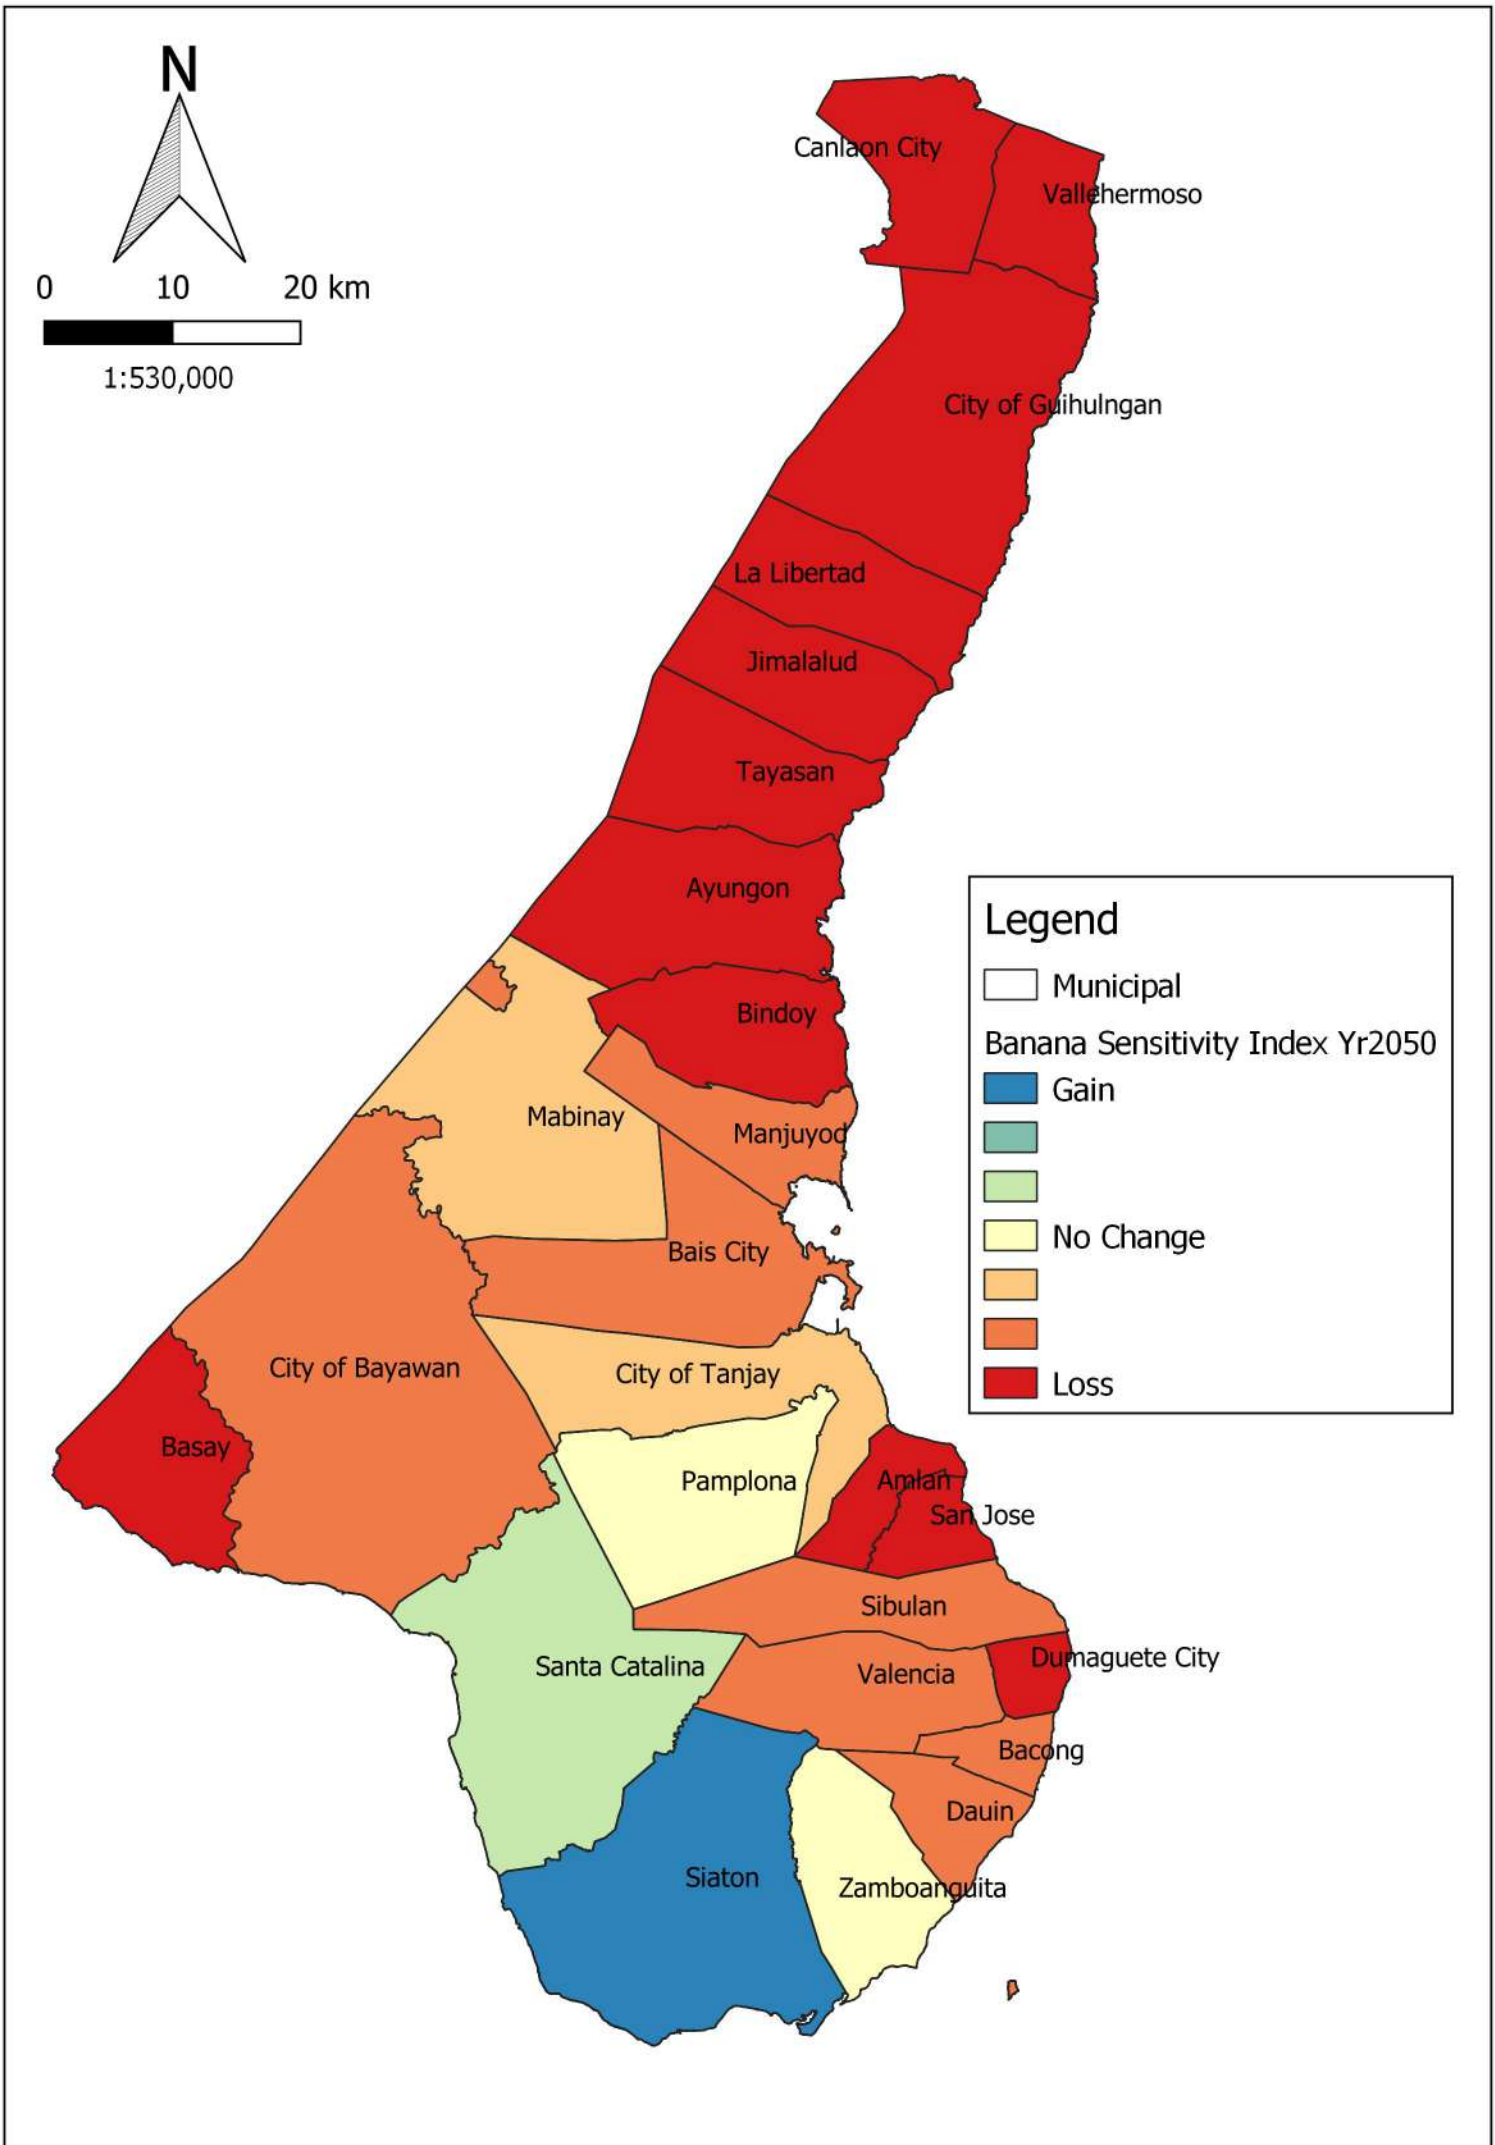 N
0 10 20 km
1:530,000
Canlaon City
Vallehermoso
City of Guihulngan
La Libertad
Jimalalud
Tayasan
Ayungon
Bindoy
Mabinay
Manjuyod
Bais City
City of Bayawan
City of Tanjay
Basay
Pamplona
Amlan
San Jose
Sibulan
Santa Catalina
Valencia
Dumaguete City
Bacong
Dauin
Siaton
Zamboanguita
Legend
Municipal
Banana Sensitivity Index Yr2050
Gain
No Change
Loss